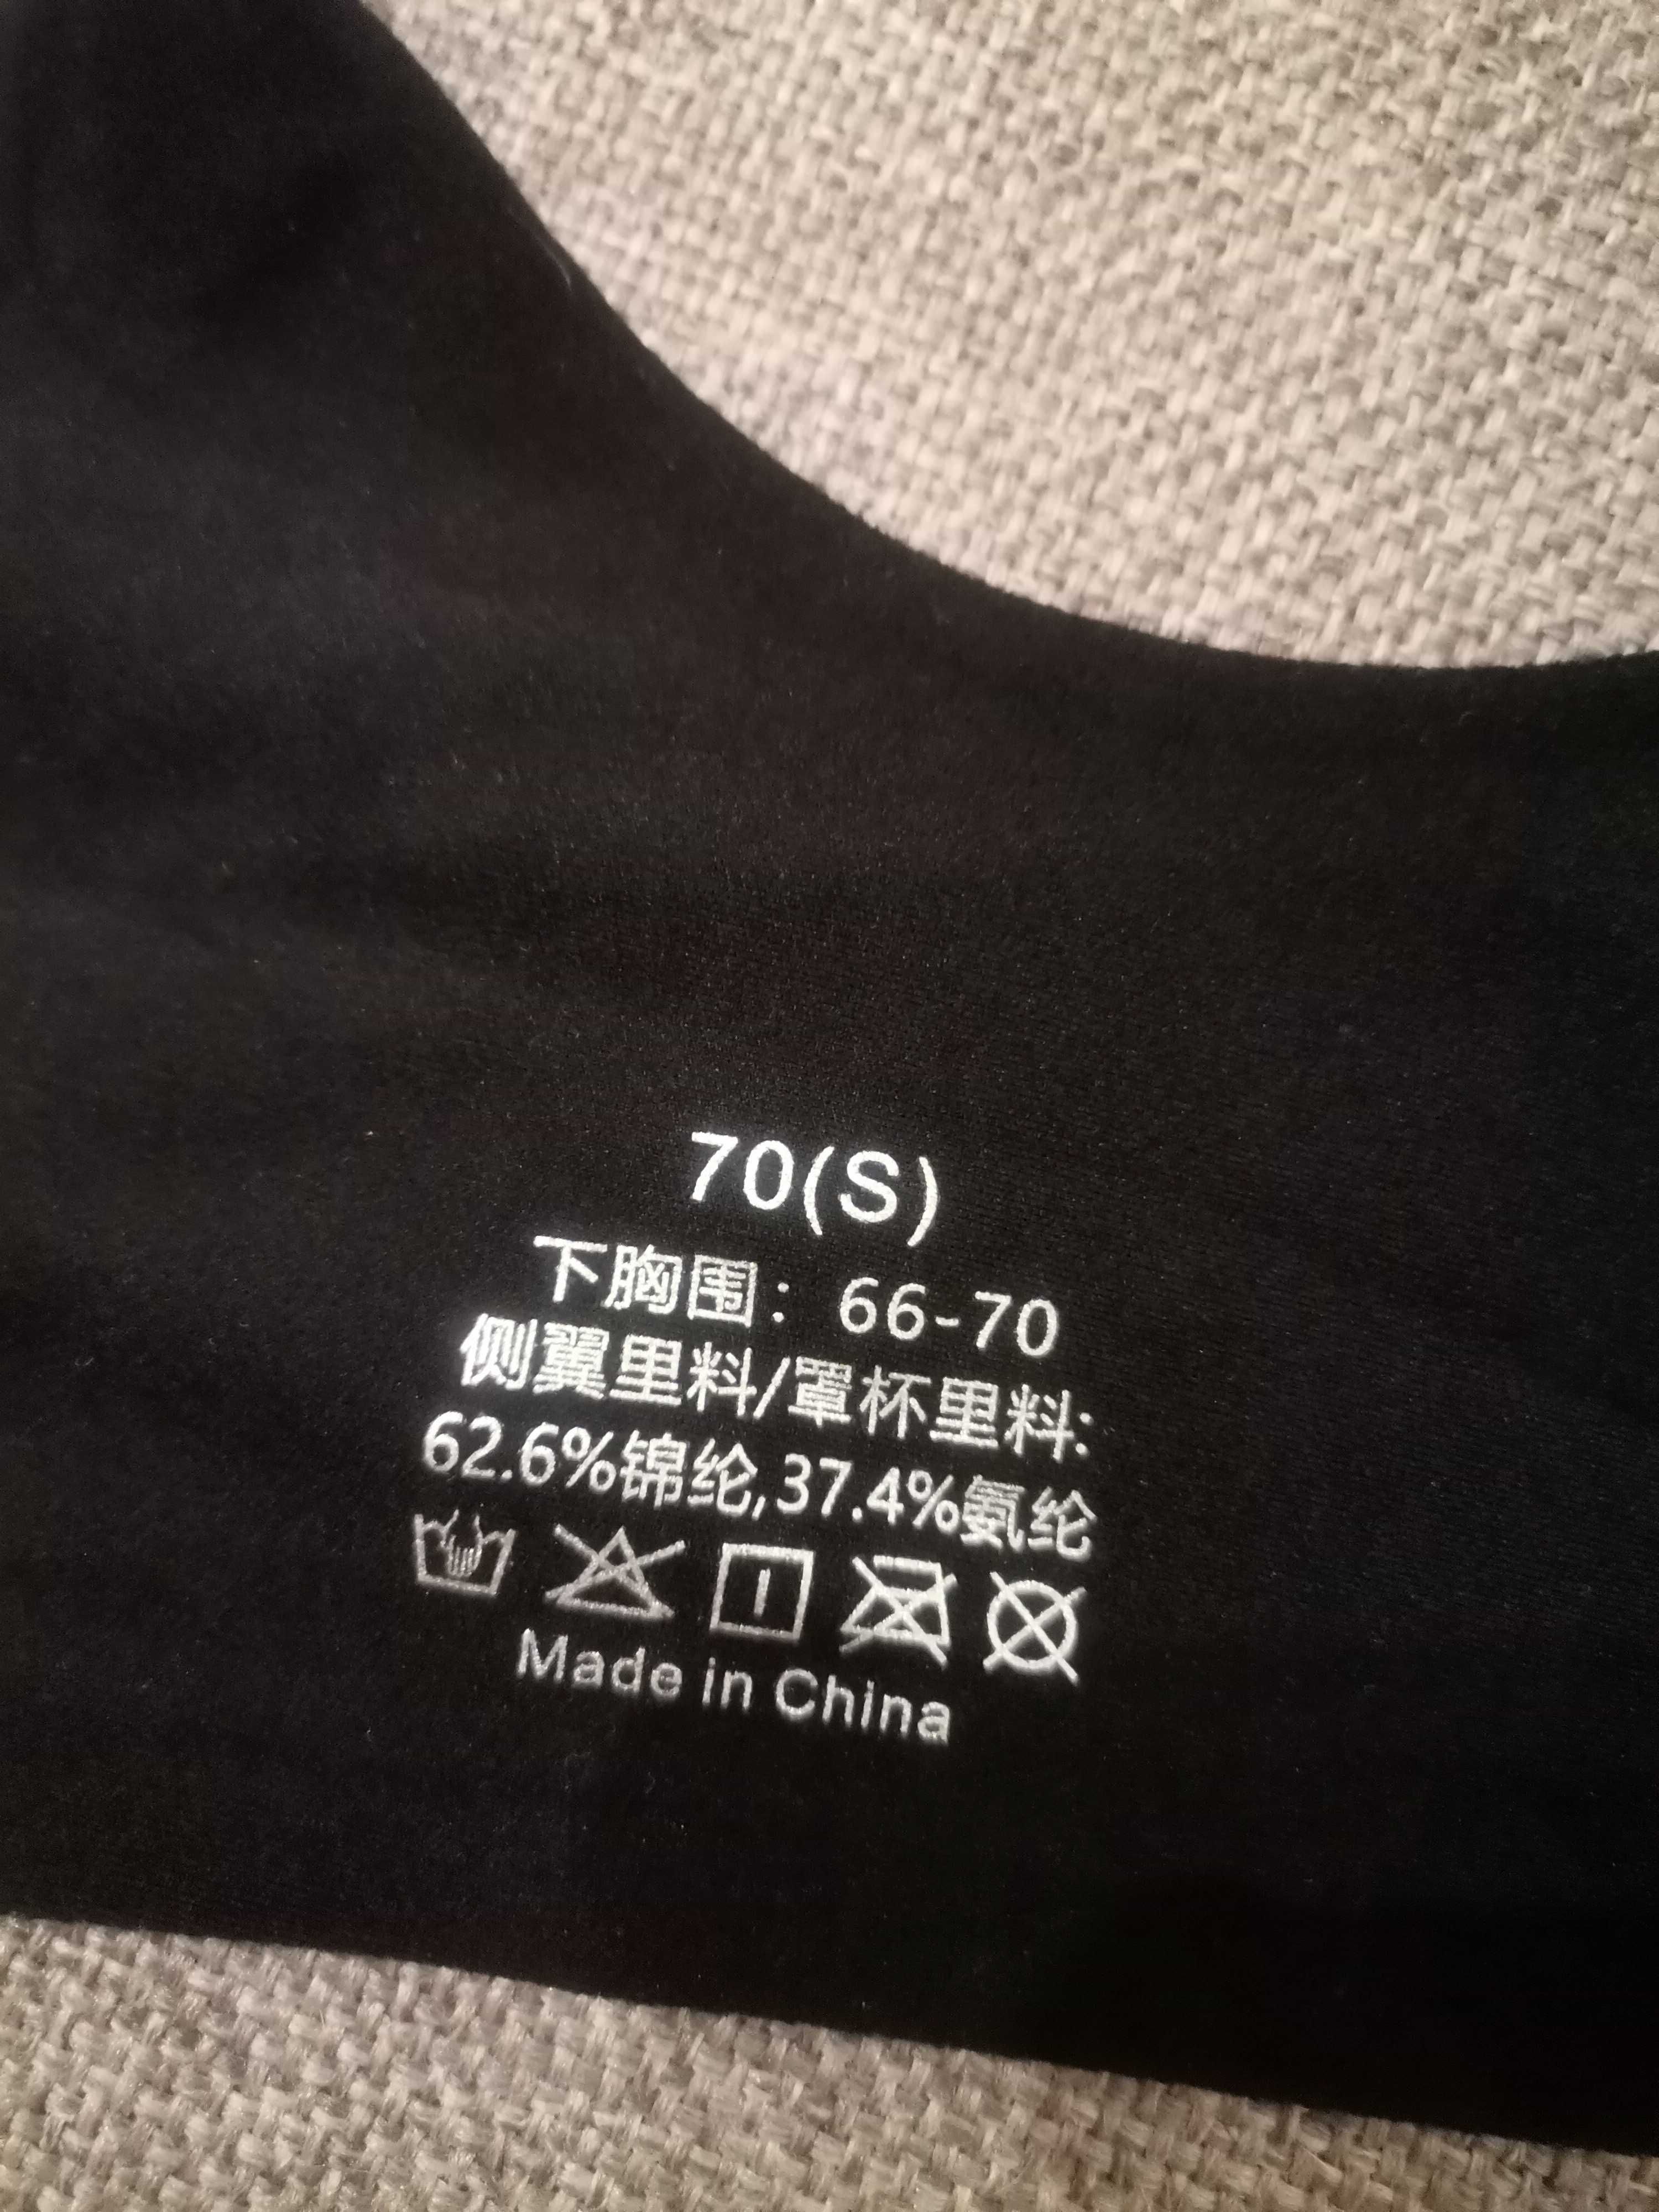 70(S)
下胸围：66-70
侧翼里料/罩杯里料:
62.6%锦纶,37.4%氨纶
Made in China